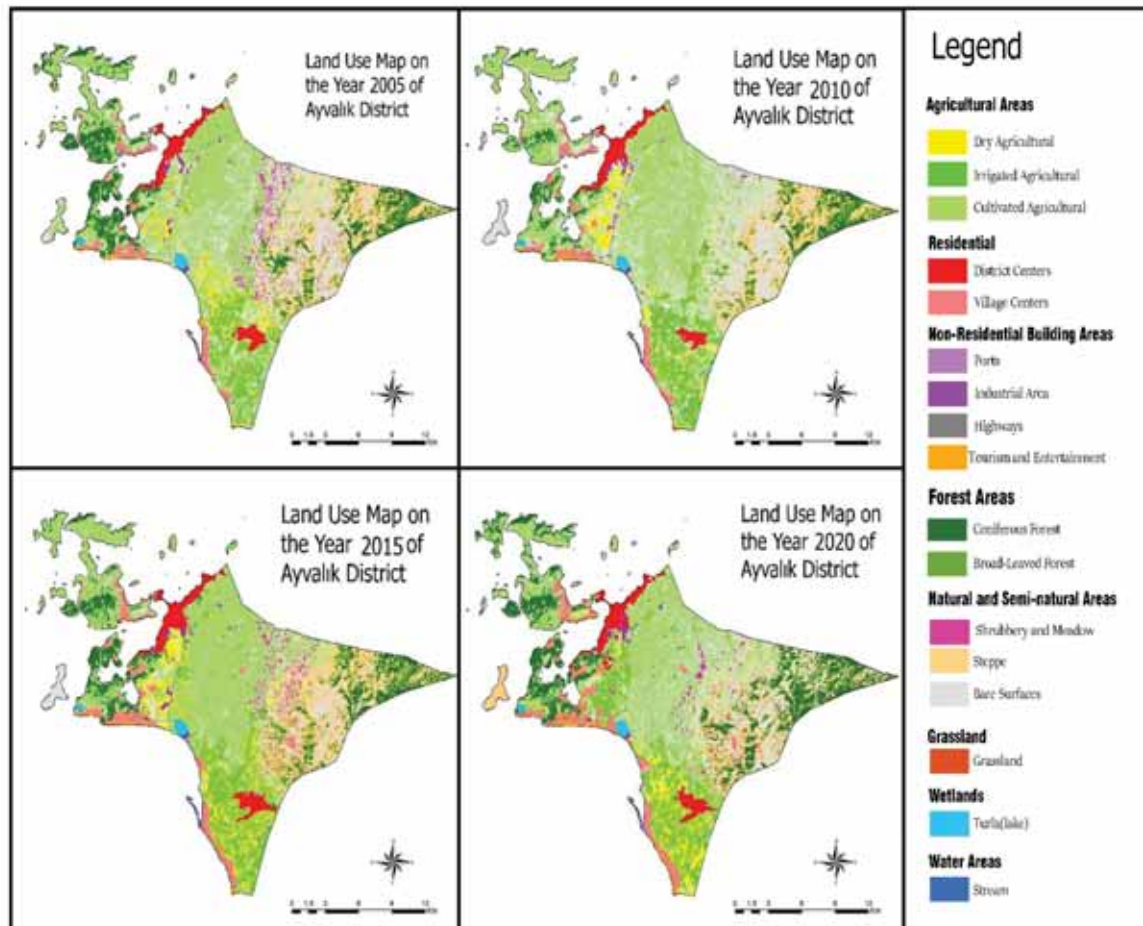 Land Use Map on
the Year 2005 of
Ayvalık District
Land Use Map on
the Year 2010 of
Ayvalık District
Land Use Map on
the Year 2015 of
Ayvalık District
Land Use Map on
the Year 2020 of
Ayvalık District
Legend
Agricultural Areas
Dry Agricultural
Irrigated Agricultural
Cultivated Agricultural
Residential
District Centers
Village Centers
Non-Residential Building Areas
Ports
Industrial Area
Highways
Tourism and Entertainment
Forest Areas
Coniferous Forest
Broad-Leaved Forest
Natural and Semi-natural Areas
Shrubbery and Meadow
Steppe
Bare Surfaces
Grassland
Grassland
Wetlands
Tuzla(lake)
Water Areas
Stream